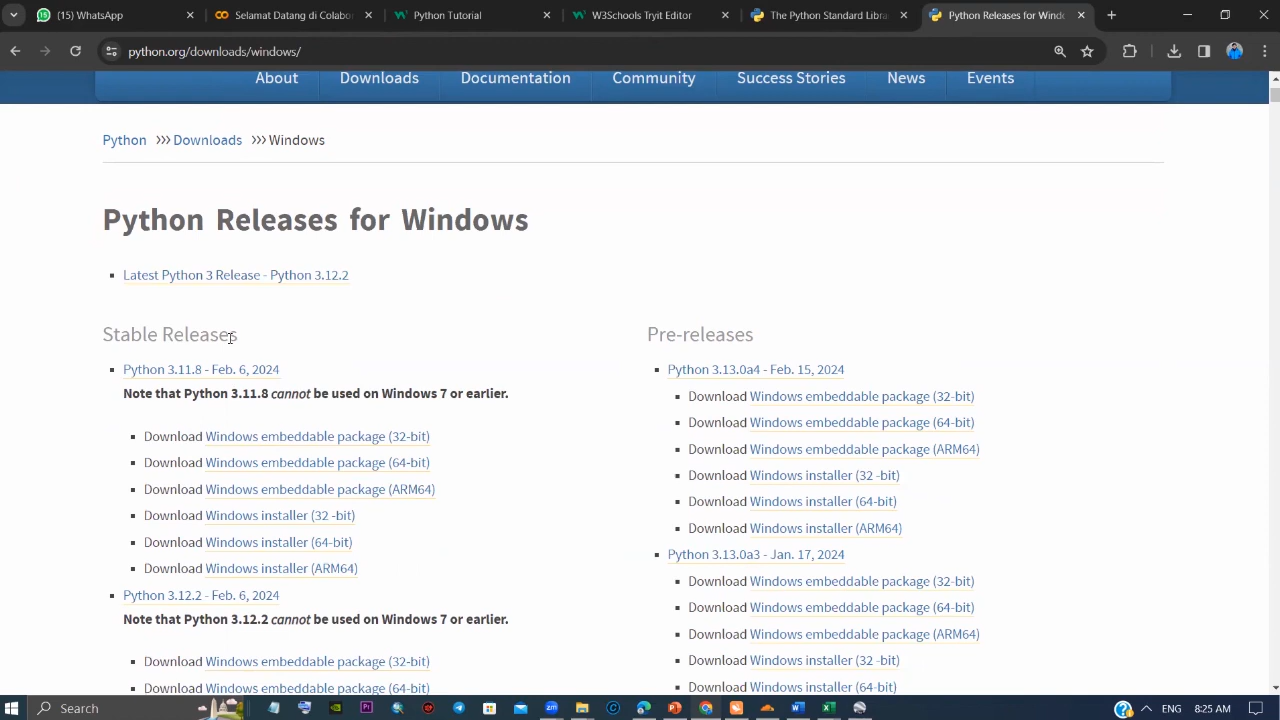 (15) WhatsApp
Selamat Datang di Colabo
Python Tutorial
W3Schools Tryit Editor
The Python Standard Libra
Python Releases for Windo
python.org/downloads/windows/
About
Downloads
Documentation
Community
Success Stories
News
Events
Python >>> Downloads >>> Windows
Python Releases for Windows
Latest Python 3 Release - Python 3.12.2
Stable Releases
Python 3.11.8 - Feb. 6, 2024
Note that Python 3.11.8 cannot be used on Windows 7 or earlier.
Download Windows embeddable package (32-bit)
Download Windows embeddable package (64-bit)
Download Windows embeddable package (ARM64)
Download Windows installer (32 -bit)
Download Windows installer (64-bit)
Download Windows installer (ARM64)
Python 3.12.2 - Feb. 6, 2024
Note that Python 3.12.2 cannot be used on Windows 7 or earlier.
Download Windows embeddable package (32-bit)
Download Windows embeddable package (64-bit)
Pre-releases
Python 3.13.0a4 - Feb. 15, 2024
Download Windows embeddable package (32-bit)
Download Windows embeddable package (64-bit)
Download Windows embeddable package (ARM64)
Download Windows installer (32 -bit)
Download Windows installer (64-bit)
Download Windows installer (ARM64)
Python 3.13.0a3 - Jan. 17, 2024
Download Windows embeddable package (32-bit)
Download Windows embeddable package (64-bit)
Download Windows embeddable package (ARM64)
Download Windows installer (32 -bit)
Download Windows installer (64-bit)
Search
ENG
8:25 AM